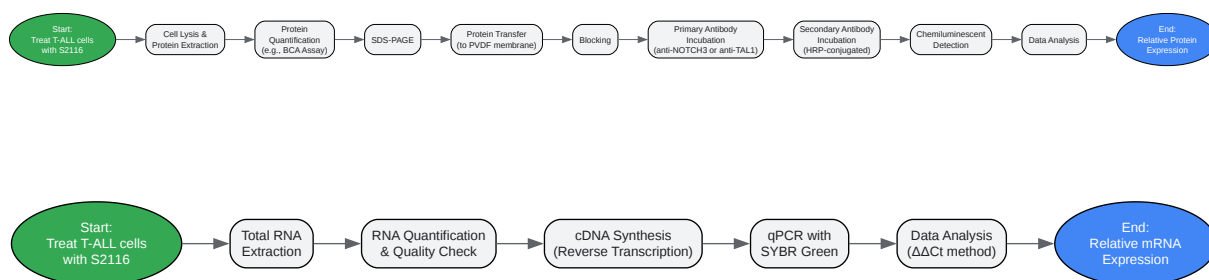 Start:
Treat T-ALL cells
with S2116
Cell Lysis &
Protein Extraction
Protein
Quantification
(e.g., BCA Assay)
SDS-PAGE
Protein Transfer
(to PVDF membrane)
Blocking
Primary Antibody
Incubation
(anti-NOTCH3 or anti-TAL1)
Secondary Antibody
Incubation
(HRP-conjugated)
Chemiluminescent
Detection
Data Analysis
End:
Relative Protein
Expression
Start:
Treat T-ALL cells
with S2116
Total RNA
Extraction
RNA Quantification
& Quality Check
cDNA Synthesis
(Reverse Transcription)
qPCR with
SYBR Green
Data Analysis
(ΔΔCt method)
End:
Relative mRNA
Expression